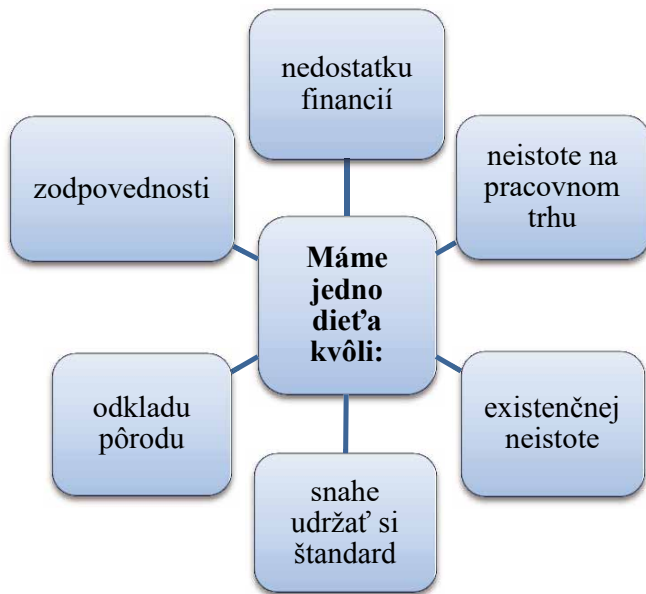 nedostatku
financií
neistote na
pracovnom
trhu
zodpovednosti
Máme
jedno
dieťa
kvôli:
odkladu
pôrodu
existenčnej
neistote
snahe
udržať si
štandard